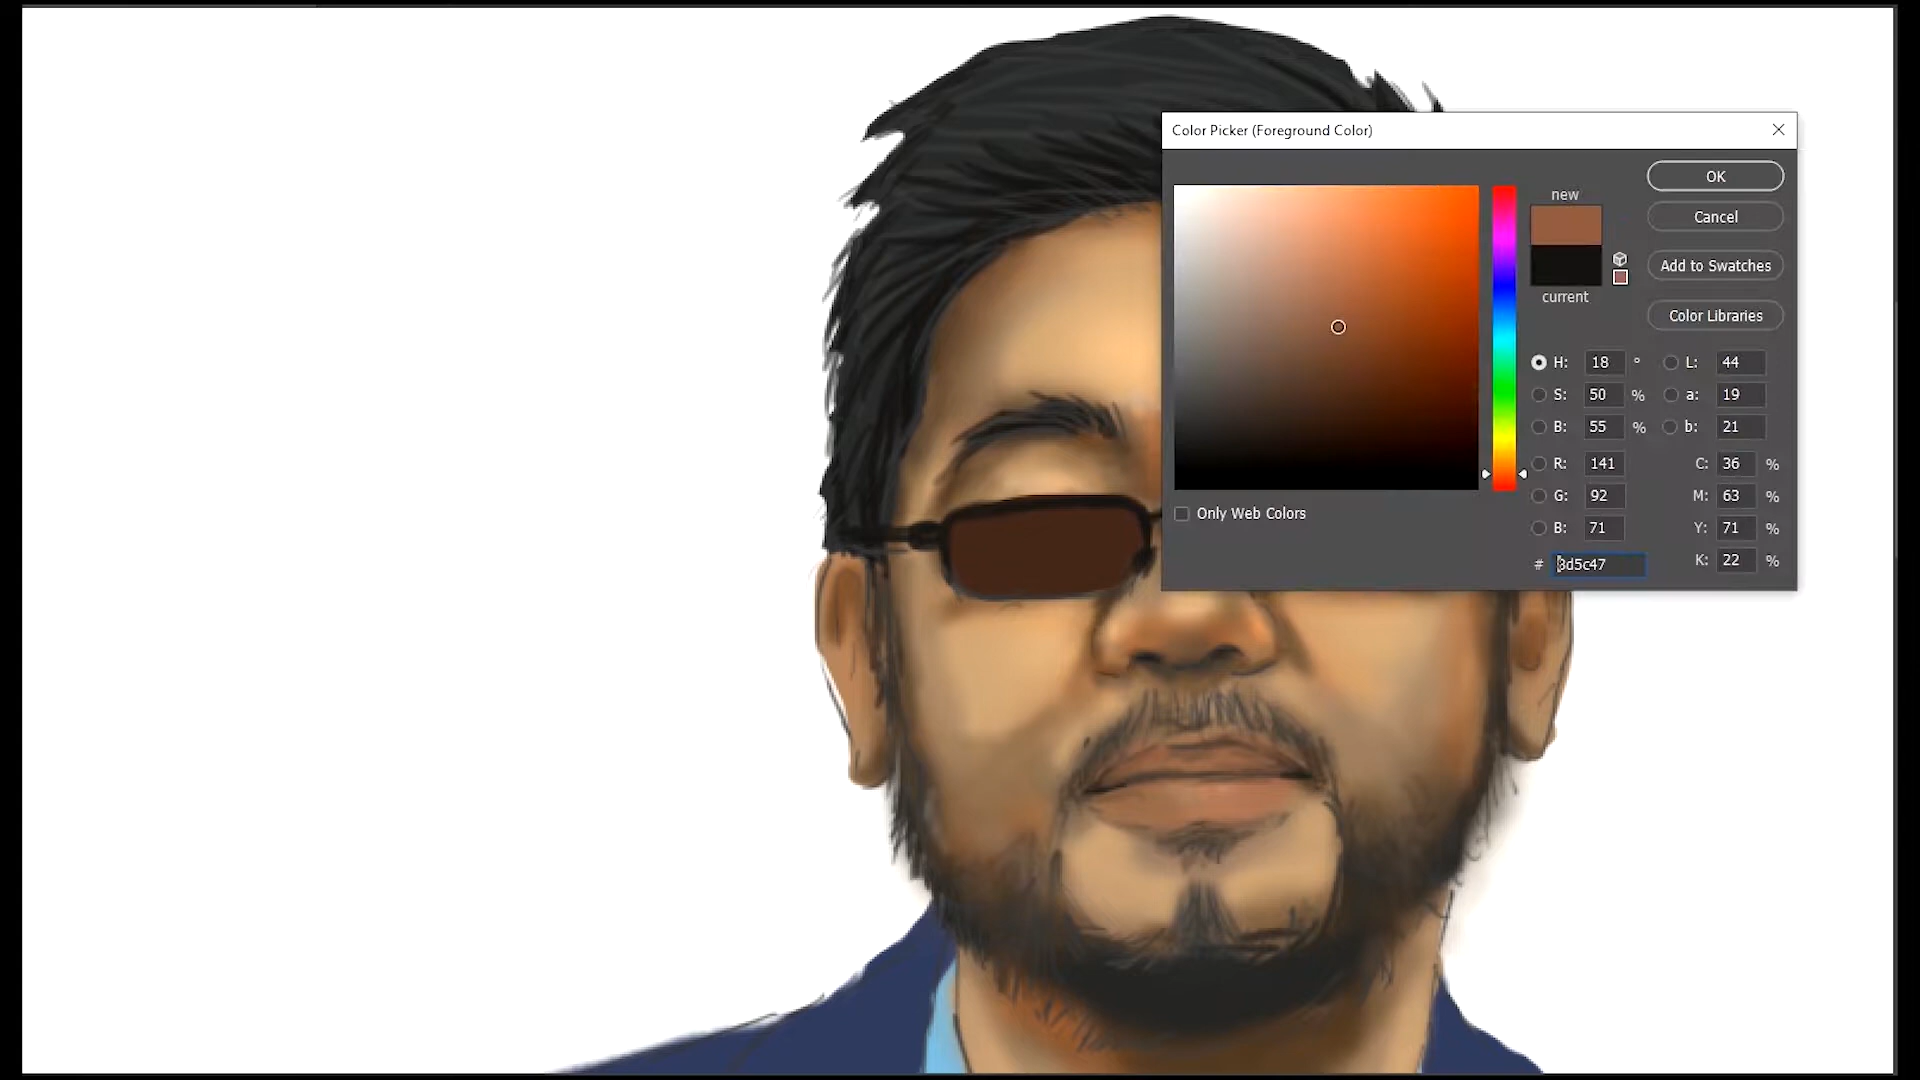 Color Picker (Foreground Color)
new
current
OK
Cancel
Add to Swatches
Color Libraries
H: 18 °
S: 50 %
B: 55 %
R: 141
G: 92
B: 71
# 8d5c47
L: 44
a: 19
b: 21
C: 36 %
M: 63 %
Y: 71 %
K: 22 %
Only Web Colors